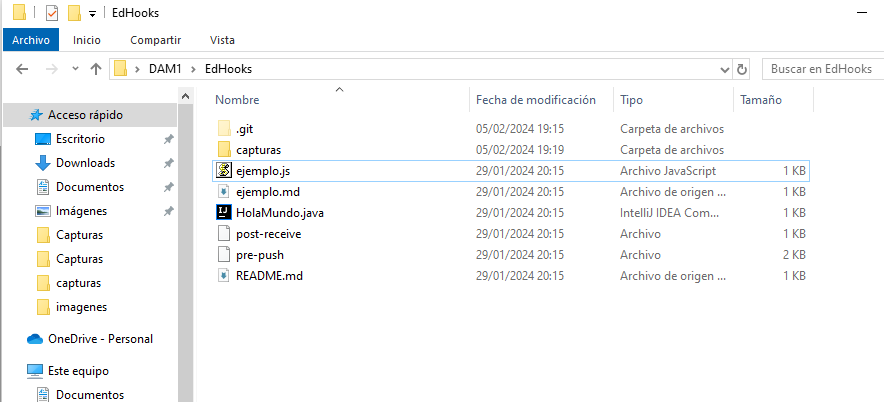 EdHooks
Archivo Inicio Compartir Vista
DAM1 EdHooks Buscar en EdHooks
Nombre Fecha de modificación Tipo Tamaño
Acceso rápido
Escritorio
Downloads
Documentos
Imágenes
Capturas
Capturas
capturas
imagenes
OneDrive - Personal
Este equipo
Documentos
.git 05/02/2024 19:15 Carpeta de archivos
capturas 05/02/2024 19:19 Carpeta de archivos
ejemplo.js 29/01/2024 20:15 Archivo JavaScript 1 KB
ejemplo.md 29/01/2024 20:15 Archivo de origen ... 1 KB
HolaMundo.java 29/01/2024 20:15 IntelliJ IDEA Com... 1 KB
post-receive 29/01/2024 20:15 Archivo 1 KB
pre-push 29/01/2024 20:15 Archivo 2 KB
README.md 29/01/2024 20:15 Archivo de origen ... 1 KB